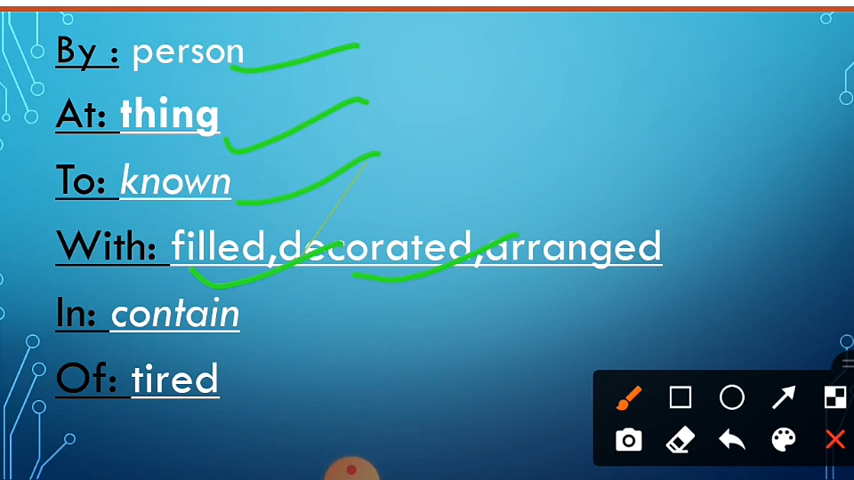 By : person
At: thing
To: known
With: filled,decorated,arranged
In: contain
Of: tired